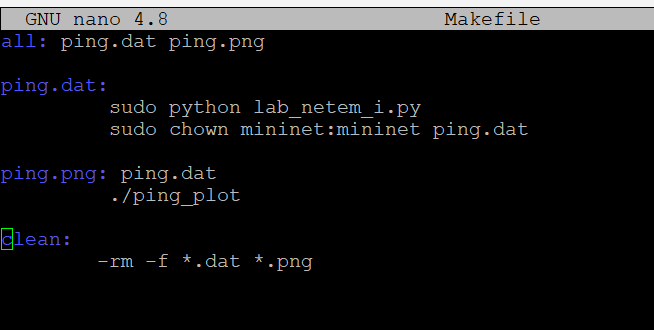 GNU nano 4.8 Makefile
all: ping.dat ping.png
ping.dat:
sudo python lab_netem_i.py
sudo chown mininet:mininet ping.dat
ping.png: ping.dat
./ping_plot
clean:
-rm -f *.dat *.png